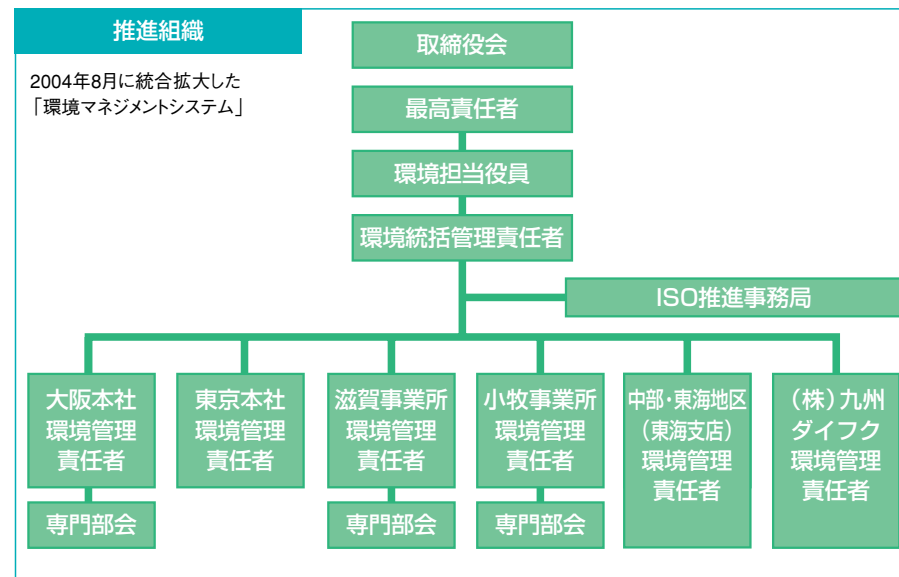 推進組織
2004年8月に統合拡大した
「環境マネジメントシステム」
取締役会
最高責任者
環境担当役員
環境統括管理責任者
ISO推進事務局
大阪本社
環境管理
責任者
東京本社
環境管理
責任者
滋賀事業所
環境管理
責任者
小牧事業所
環境管理
責任者
中部・東海地区
(東海支店)
環境管理
責任者
(株)九州
ダイフク
環境管理
責任者
専門部会
専門部会
専門部会